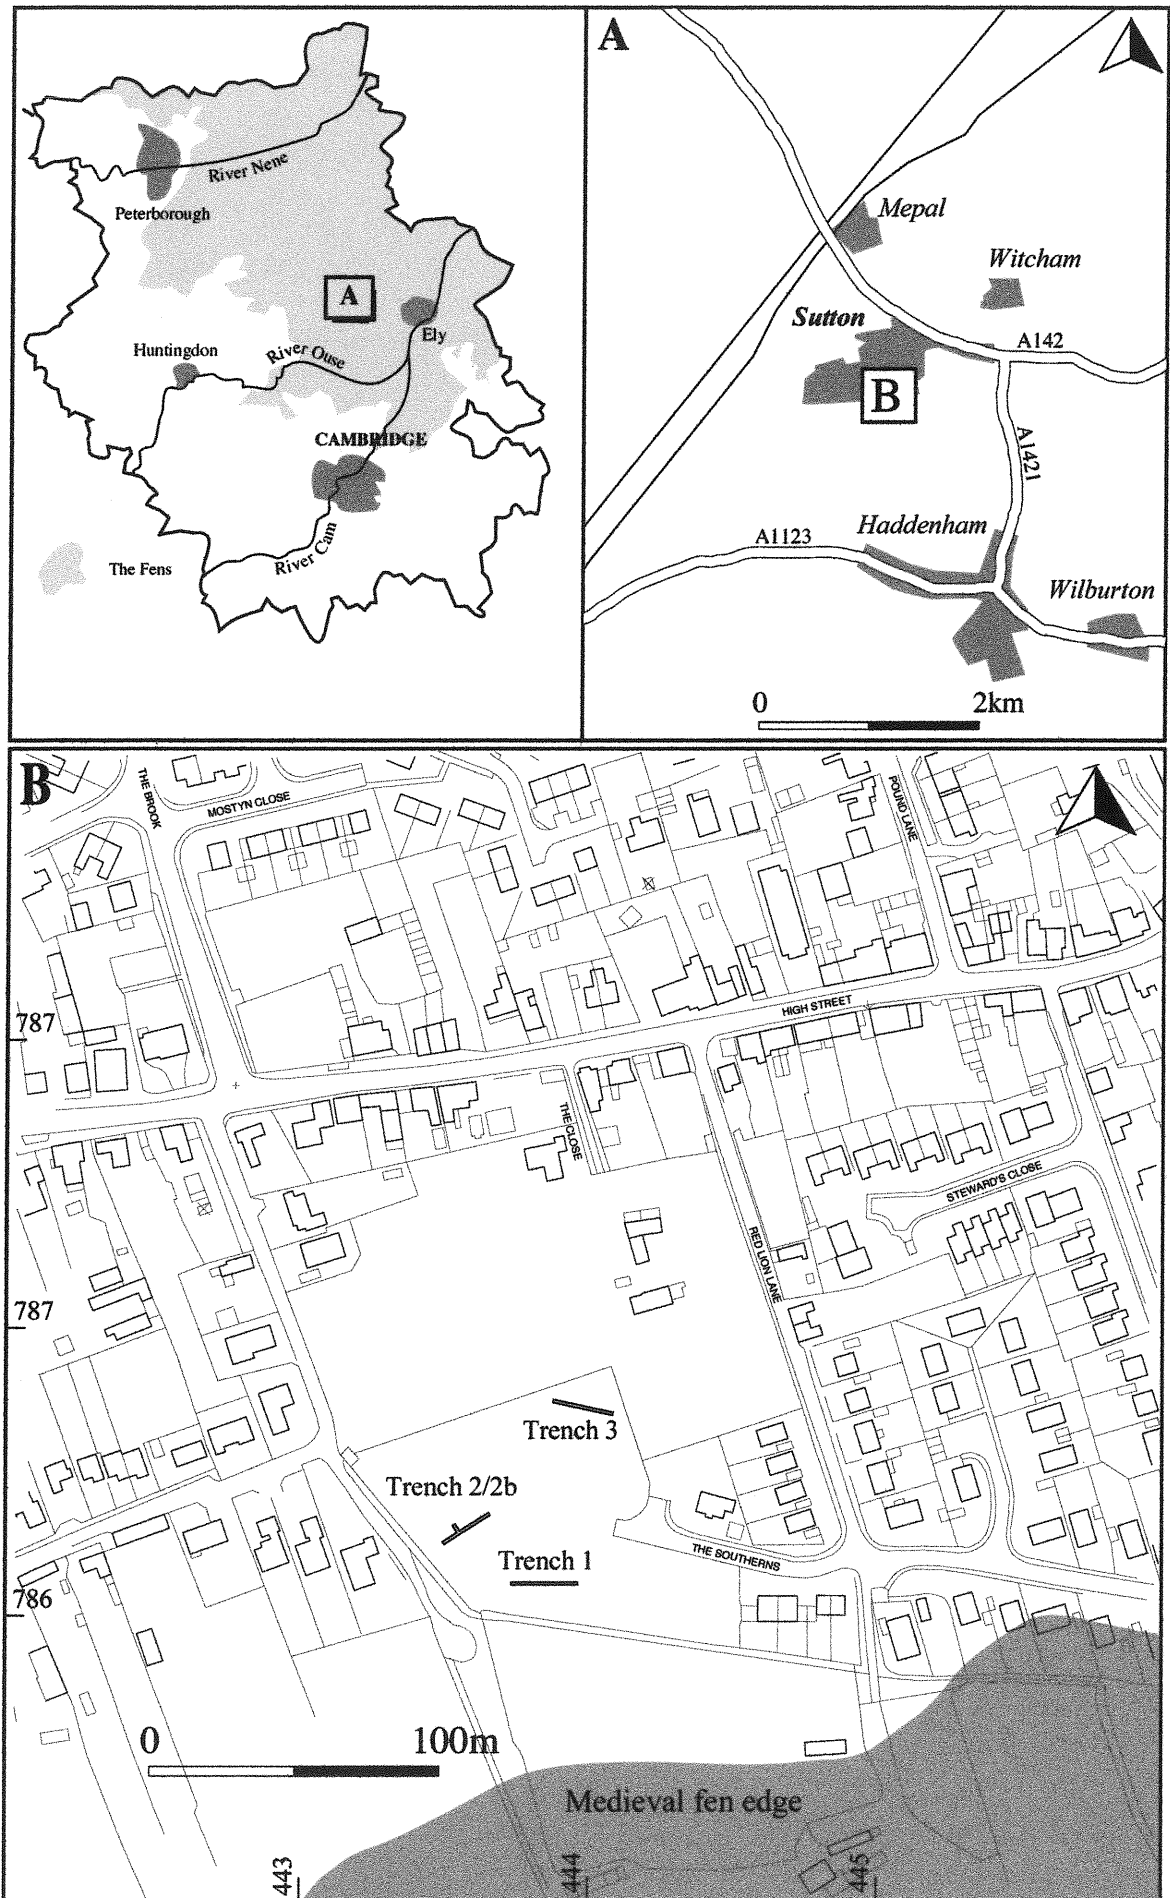 River Nene
Peterborough
A
Ely
Huntingdon
River Ouse
CAMBRIDGE
The Fens
River Cam
A
Mepal
Witcham
Sutton
A142
B
A1421
Haddenham
A1123
Wilburton
0 2km
B
THE BROOK
MOSTYN CLOSE
POUND LANE
787
HIGH STREET
THE CLOSE
STEWARD'S CLOSE
RED LION LANE
787
Trench 3
Trench 2/2b
Trench 1
THE SOUTHERNS
786
0 100m
Medieval fen edge
443
444
445